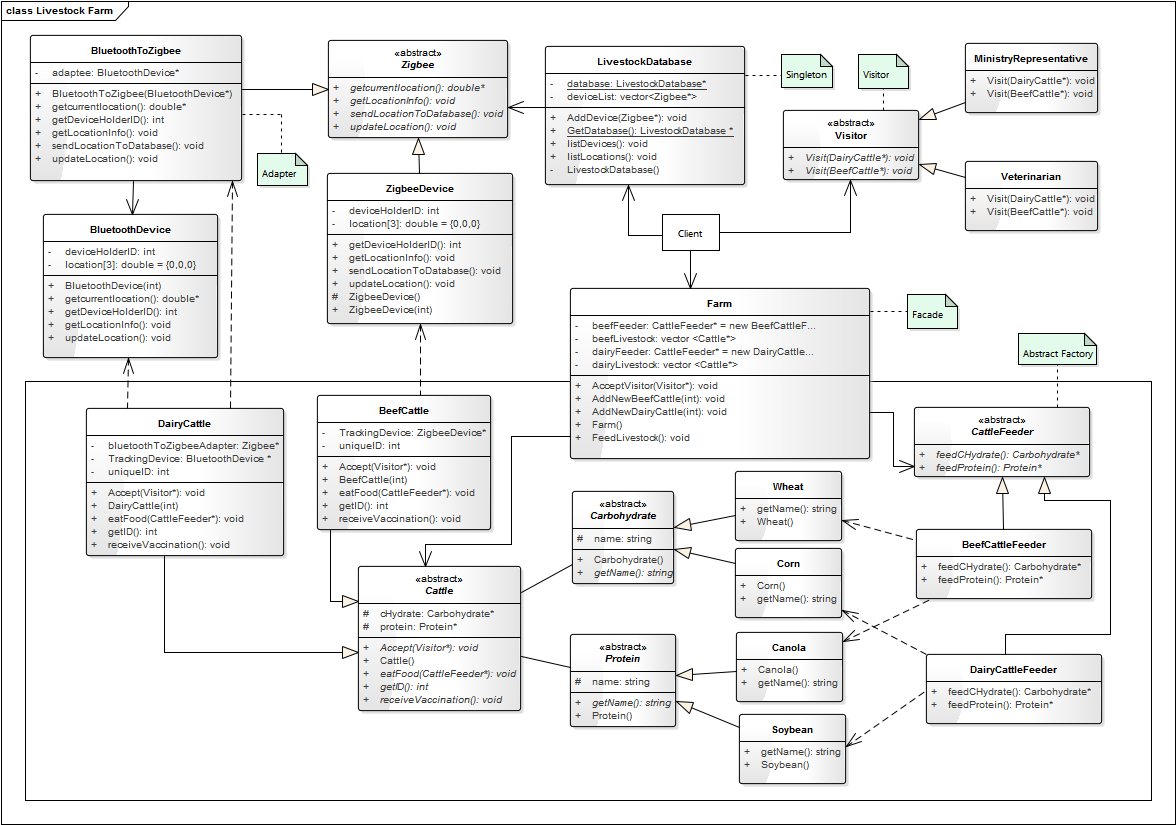 class Livestock Farm
BluetoothToZigbee
- adaptee: BluetoothDevice*
+ BluetoothToZigbee(BluetoothDevice*)
+ getcurrentlocation(): double*
+ getDeviceHolderID(): int
+ getLocationInfo(): void
+ sendLocationToDatabase(): void
+ updateLocation(): void
«abstract»
Zigbee
+ getcurrentlocation(): double*
+ getLocationInfo(): void
+ sendLocationToDatabase(): void
+ updateLocation(): void
LivestockDatabase
- database: LivestockDatabase*
- deviceList: vector<Zigbee*>
+ AddDevice(Zigbee*): void
+ GetDatabase(): LivestockDatabase *
+ listDevices(): void
+ listLocations(): void
- LivestockDatabase()
Singleton
Visitor
MinistryRepresentative
+ Visit(DairyCattle*): void
+ Visit(BeefCattle*): void
«abstract»
Visitor
+ Visit(DairyCattle*): void
+ Visit(BeefCattle*): void
Veterinarian
+ Visit(DairyCattle*): void
+ Visit(BeefCattle*): void
Adapter
ZigbeeDevice
- deviceHolderID: int
- location[3]: double = {0,0,0}
+ getDeviceHolderID(): int
+ getLocationInfo(): void
+ sendLocationToDatabase(): void
+ updateLocation(): void
# ZigbeeDevice()
+ ZigbeeDevice(int)
BluetoothDevice
- deviceHolderID: int
- location[3]: double = {0,0,0}
+ BluetoothDevice(int)
+ getcurrentlocation(): double*
+ getDeviceHolderID(): int
+ getLocationInfo(): void
+ updateLocation(): void
Client
Farm
- beefFeeder: CattleFeeder* = new BeefCattleF...
- beefLivestock: vector <Cattle*>
- dairyFeeder: CattleFeeder* = new DairyCattle...
- dairyLivestock: vector <Cattle*>
+ AcceptVisitor(Visitor*): void
+ AddNewBeefCattle(int): void
+ AddNewDairyCattle(int): void
+ Farm()
+ FeedLivestock(): void
Facade
Abstract Factory
DairyCattle
- bluetoothToZigbeeAdapter: Zigbee*
- TrackingDevice: BluetoothDevice *
- uniqueID: int
+ Accept(Visitor*): void
+ DairyCattle(int)
+ eatFood(CattleFeeder*): void
+ getID(): int
+ receiveVaccination(): void
BeefCattle
- TrackingDevice: ZigbeeDevice*
- uniqueID: int
+ Accept(Visitor*): void
+ BeefCattle(int)
+ eatFood(CattleFeeder*): void
+ getID(): int
+ receiveVaccination(): void
«abstract»
CattleFeeder
+ feedCHydrate(): Carbohydrate*
+ feedProtein(): Protein*
«abstract»
Carbohydrate
# name: string
+ Carbohydrate()
+ getName(): string
Wheat
+ getName(): string
+ Wheat()
Corn
+ Corn()
+ getName(): string
BeefCattleFeeder
+ feedCHydrate(): Carbohydrate*
+ feedProtein(): Protein*
«abstract»
Cattle
# cHydrate: Carbohydrate*
# protein: Protein*
+ Accept(Visitor*): void
+ Cattle()
+ eatFood(CattleFeeder*): void
+ getID(): int
+ receiveVaccination(): void
«abstract»
Protein
# name: string
+ getName(): string
+ Protein()
Canola
+ Canola()
+ getName(): string
DairyCattleFeeder
+ feedCHydrate(): Carbohydrate*
+ feedProtein(): Protein*
Soybean
+ getName(): string
+ Soybean()